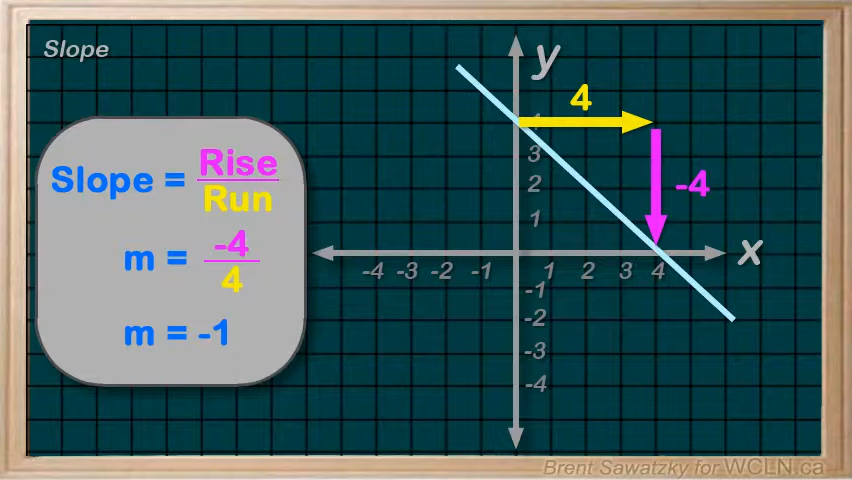 Slope
y
4
4
3
2
1
-4
Slope = Rise
Run
m = -4
4
m = -1
x
-4 -3 -2 -1 1 2 3 4
-1
-2
-3
-4
Brent Sawatzky for WCLN.ca